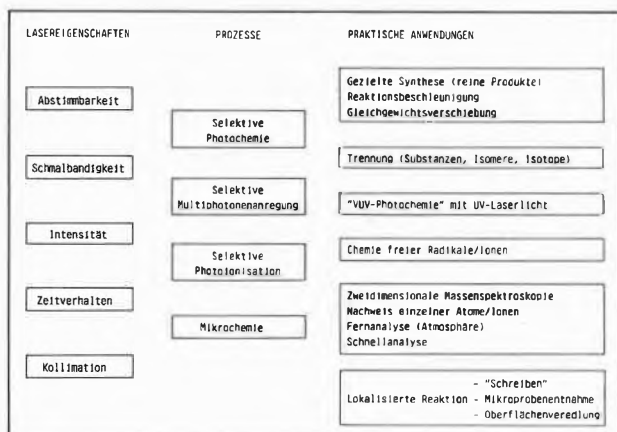 LASEREIGENSCHAFTEN
Abstimmbarkeit
Schmalbandigkeit
Intensität
Zeitverhalten
Kollimation
PROZESSE
Selektive
Photochemie
Selektive
Multiphotonenanregung
Selektive
Photoionisation
Mikrochemie
PRAKTISCHE ANWENDUNGEN
Gezielte Synthese (reine Produkte)
Reaktionsbeschleunigung
Gleichgewichtsverschiebung
Trennung (Substanzen, Isomere, Isotope)
"VUV-Photochemie" mit UV-Laserlicht
Chemie freier Radikale/Ionen
Zweidimensionale Massenspektroskopie
Nachweis einzelner Atome/Ionen
Fernanalyse (Atmosphäre)
Schnellanalyse
- "Schreiben"
Lokalisierte Reaktion - Mikroprobenentnahme
- Oberflächenveredlung